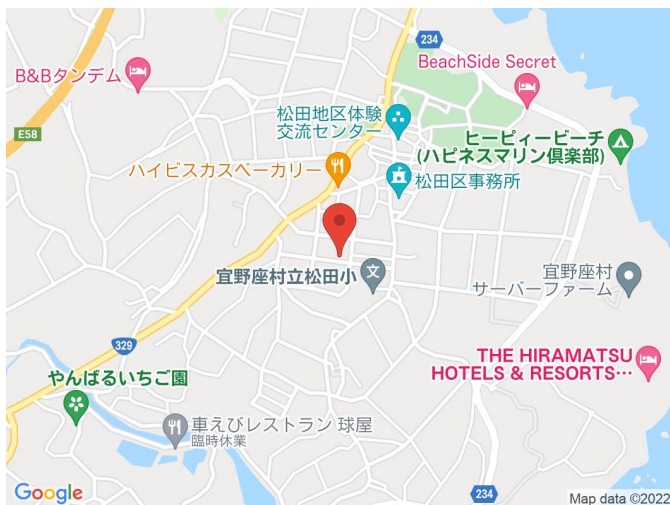 234
BeachSide Secret
B&Bタンデム
松田地区体験
交流センター
E58
ヒーピィービーチ
(ハピネスマリン倶楽部)
ハイビスカスベーカリー
松田区事務所
宜野座村立松田小
文
宜野座村
サーバーファーム
329
THE HIRAMATSU
HOTELS & RESORTS…
やんばるいちご園
車えびレストラン 球屋
臨時休業
234
Google
Map data ©2022